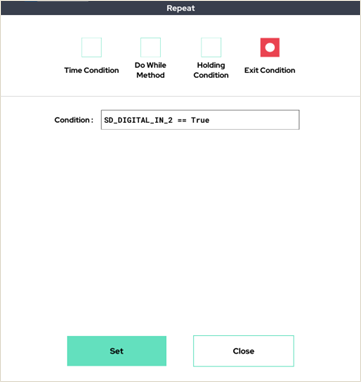 Repeat
Time Condition
Do While
Method
Holding
Condition
Exit Condition
Condition : SD_DIGITAL_IN_2 == True
Set
Close